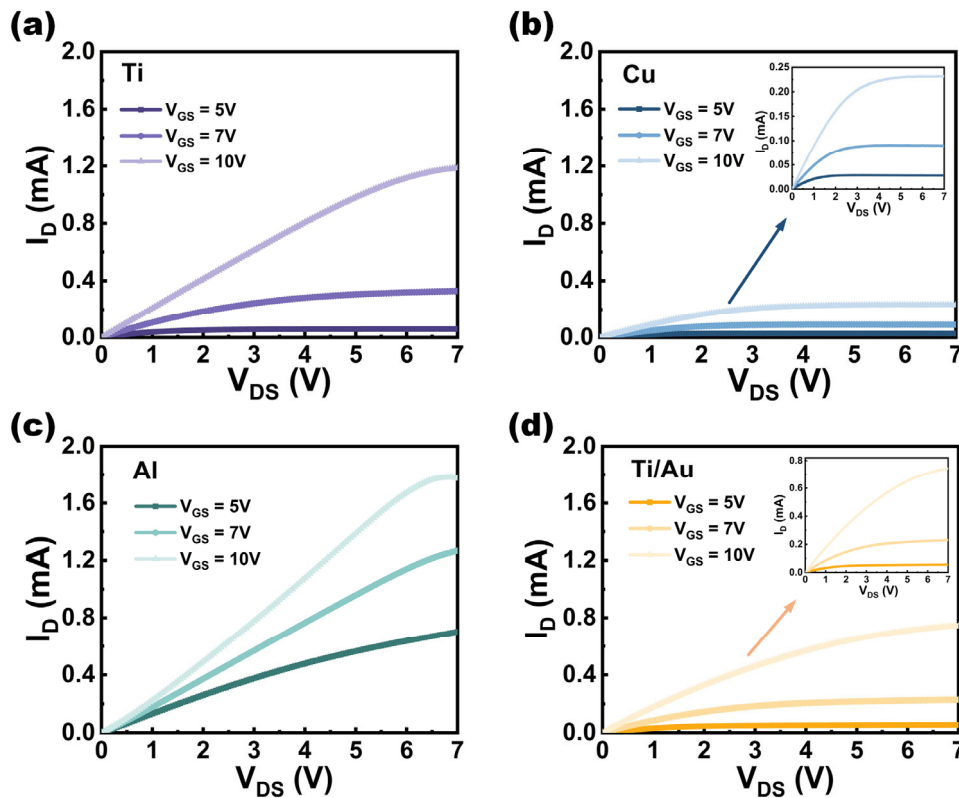 (a)
2.0
1.6
1.2
0.8
0.4
0.0
I_D (mA)
Ti
V_GS = 5V
V_GS = 7V
V_GS = 10V
0 1 2 3 4 5 6 7
V_DS (V)
(b)
2.0
1.6
1.2
0.8
0.4
0.0
I_D (mA)
Cu
V_GS = 5V
V_GS = 7V
V_GS = 10V
0.25
0.20
0.15
0.10
0.05
0.00
I_D (mA)
0 1 2 3 4 5 6 7
V_DS (V)
0 1 2 3 4 5 6 7
V_DS (V)
(c)
2.0
1.6
1.2
0.8
0.4
0.0
I_D (mA)
Al
V_GS = 5V
V_GS = 7V
V_GS = 10V
0 1 2 3 4 5 6 7
V_DS (V)
(d)
2.0
1.6
1.2
0.8
0.4
0.0
I_D (mA)
Ti/Au
V_GS = 5V
V_GS = 7V
V_GS = 10V
0.8
0.6
0.4
0.2
0.0
I_D (mA)
0 1 2 3 4 5 6 7
V_DS (V)
0 1 2 3 4 5 6 7
V_DS (V)